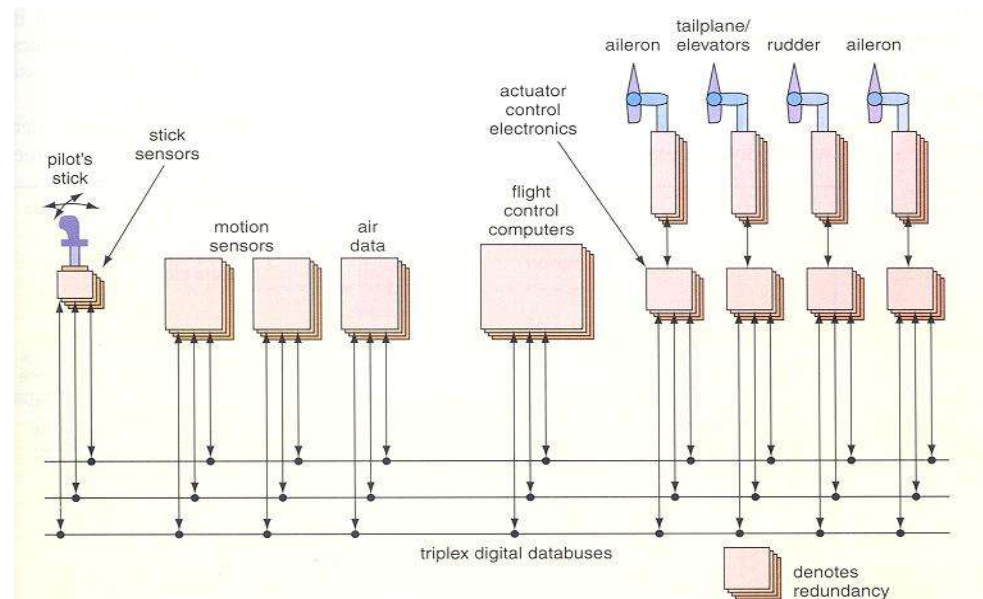 tailplane/
aileron elevators rudder aileron
actuator
control
electronics
stick
sensors
pilot's
stick
flight
control
computers
motion
sensors
air
data
triplex digital databuses
denotes
redundancy